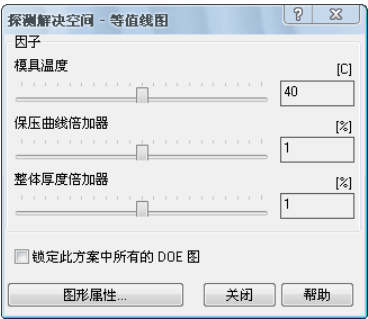 探测解决空间 - 等值线图
因子
模具温度
[C]
40
保压曲线倍加器
[%]
1
整体厚度倍加器
[%]
1
锁定此方案中所有的 DOE 图
图形属性...
关闭
帮助